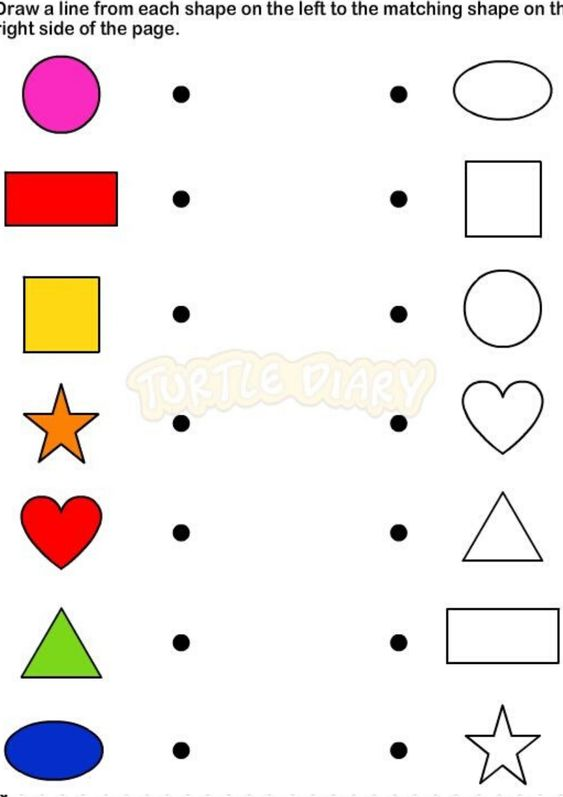 Draw a line from each shape on the left to the matching shape on th
right side of the page.
TURTLE DIARY